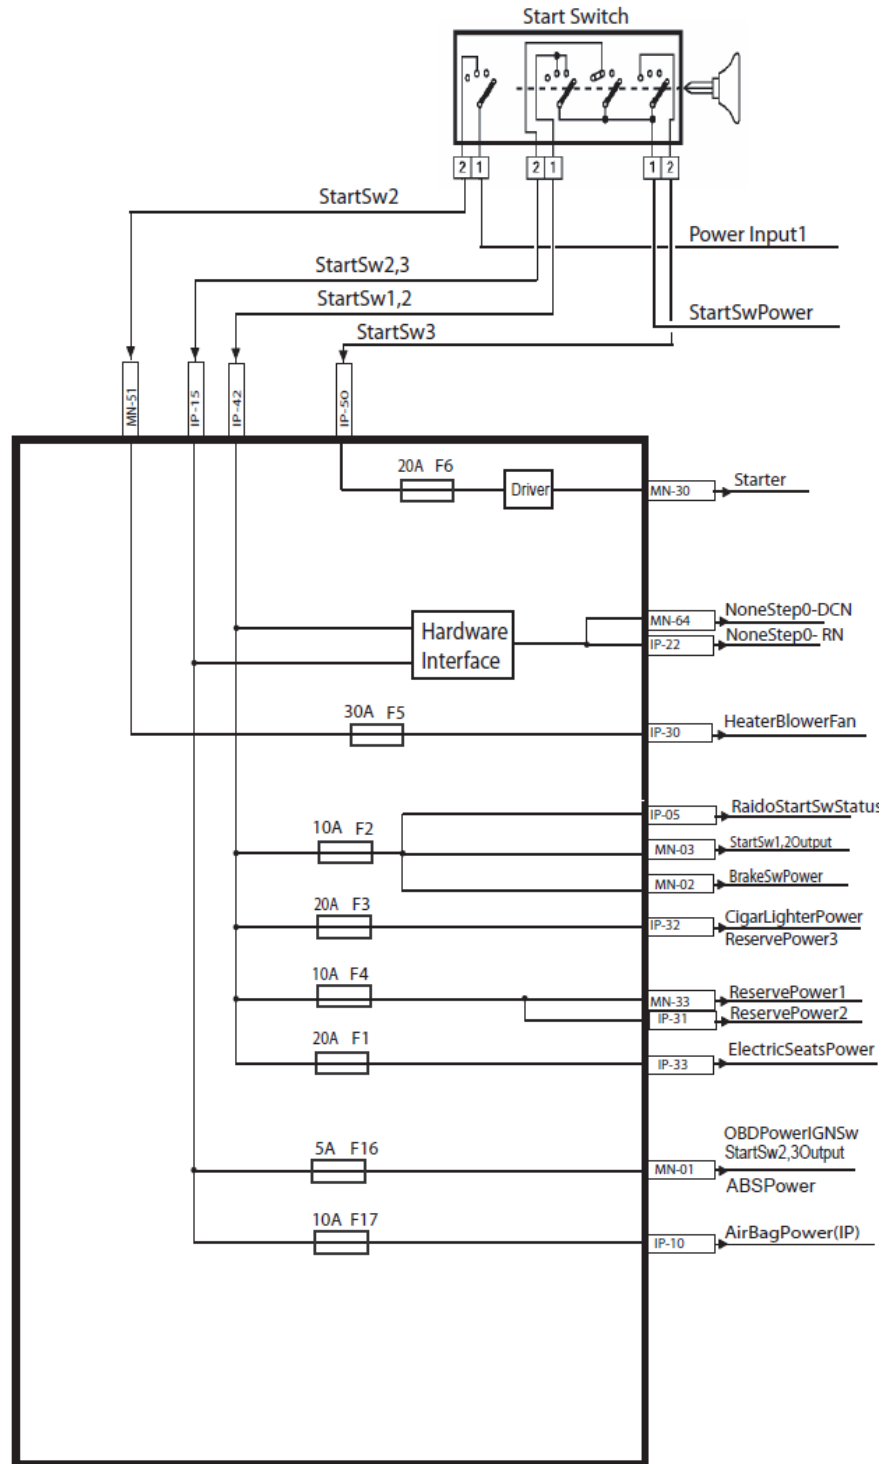 Start Switch
2 1
2 1
1 2
StartSw2
Power Input1
StartSw2,3
StartSw1,2
StartSwPower
StartSw3
MN-51
IP-15
IP-42
IP-50
20A F6
Driver
MN-30
Starter
Hardware
Interface
MN-64
NoneStep0-DCN
IP-22
NoneStep0- RN
30A F5
IP-30
HeaterBlowerFan
IP-05
RaidoStartSwStatus
10A F2
MN-03
StartSw1,2Output
MN-02
BrakeSwPower
20A F3
IP-32
CigarLighterPower
ReservePower3
10A F4
MN-33
ReservePower1
IP-31
ReservePower2
20A F1
IP-33
ElectricSeatsPower
5A F16
MN-01
OBDPowerIGNSw
StartSw2,3Output
ABSPower
10A F17
IP-10
AirBagPower(IP)